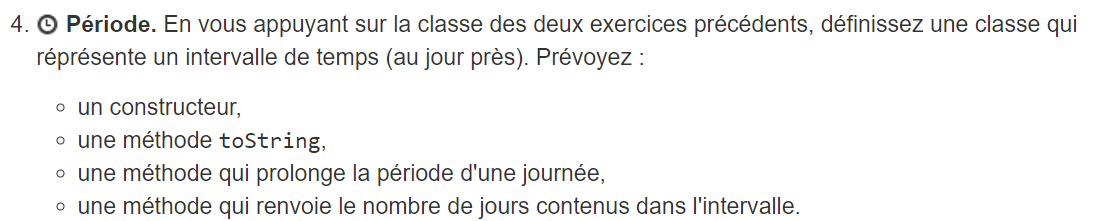 4. Période. En vous appuyant sur la classe des deux exercices précédents, définissez une classe qui
réprésente un intervalle de temps (au jour près). Prévoyez :
un constructeur,
une méthode toString,
une méthode qui prolonge la période d'une journée,
une méthode qui renvoie le nombre de jours contenus dans l'intervalle.